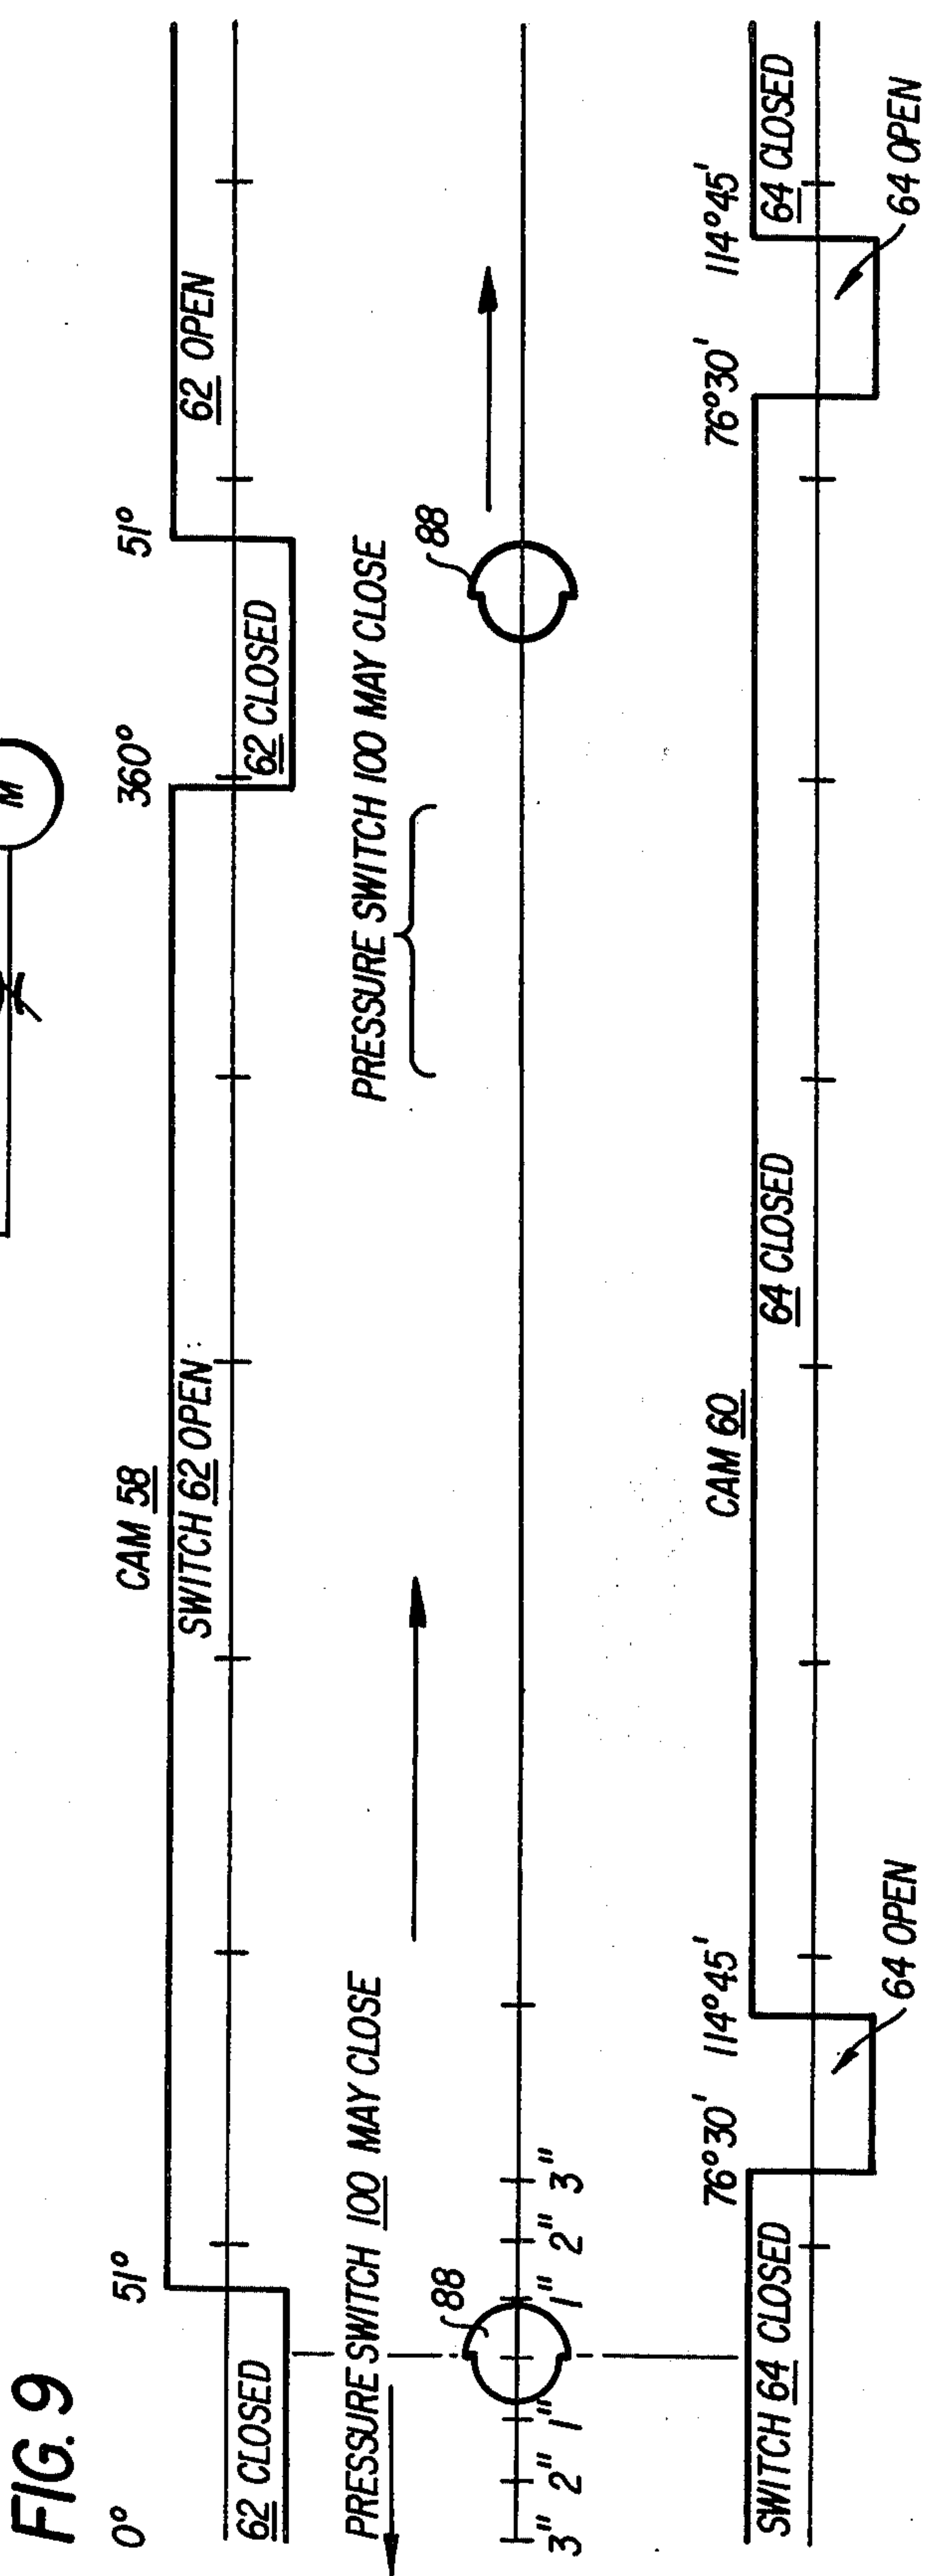 FIG. 9
M
0° 51° CAM 58 360° 51°
62 CLOSED SWITCH 62 OPEN 62 CLOSED 62 OPEN
PRESSURE SWITCH 100 MAY CLOSE PRESSURE SWITCH 100 MAY CLOSE
88 88
3" 2" 1" 1" 2" 3"
76°30' 114°45' CAM 60 76°30' 114°45'
SWITCH 64 CLOSED 64 CLOSED 64 CLOSED
64 OPEN 64 OPEN